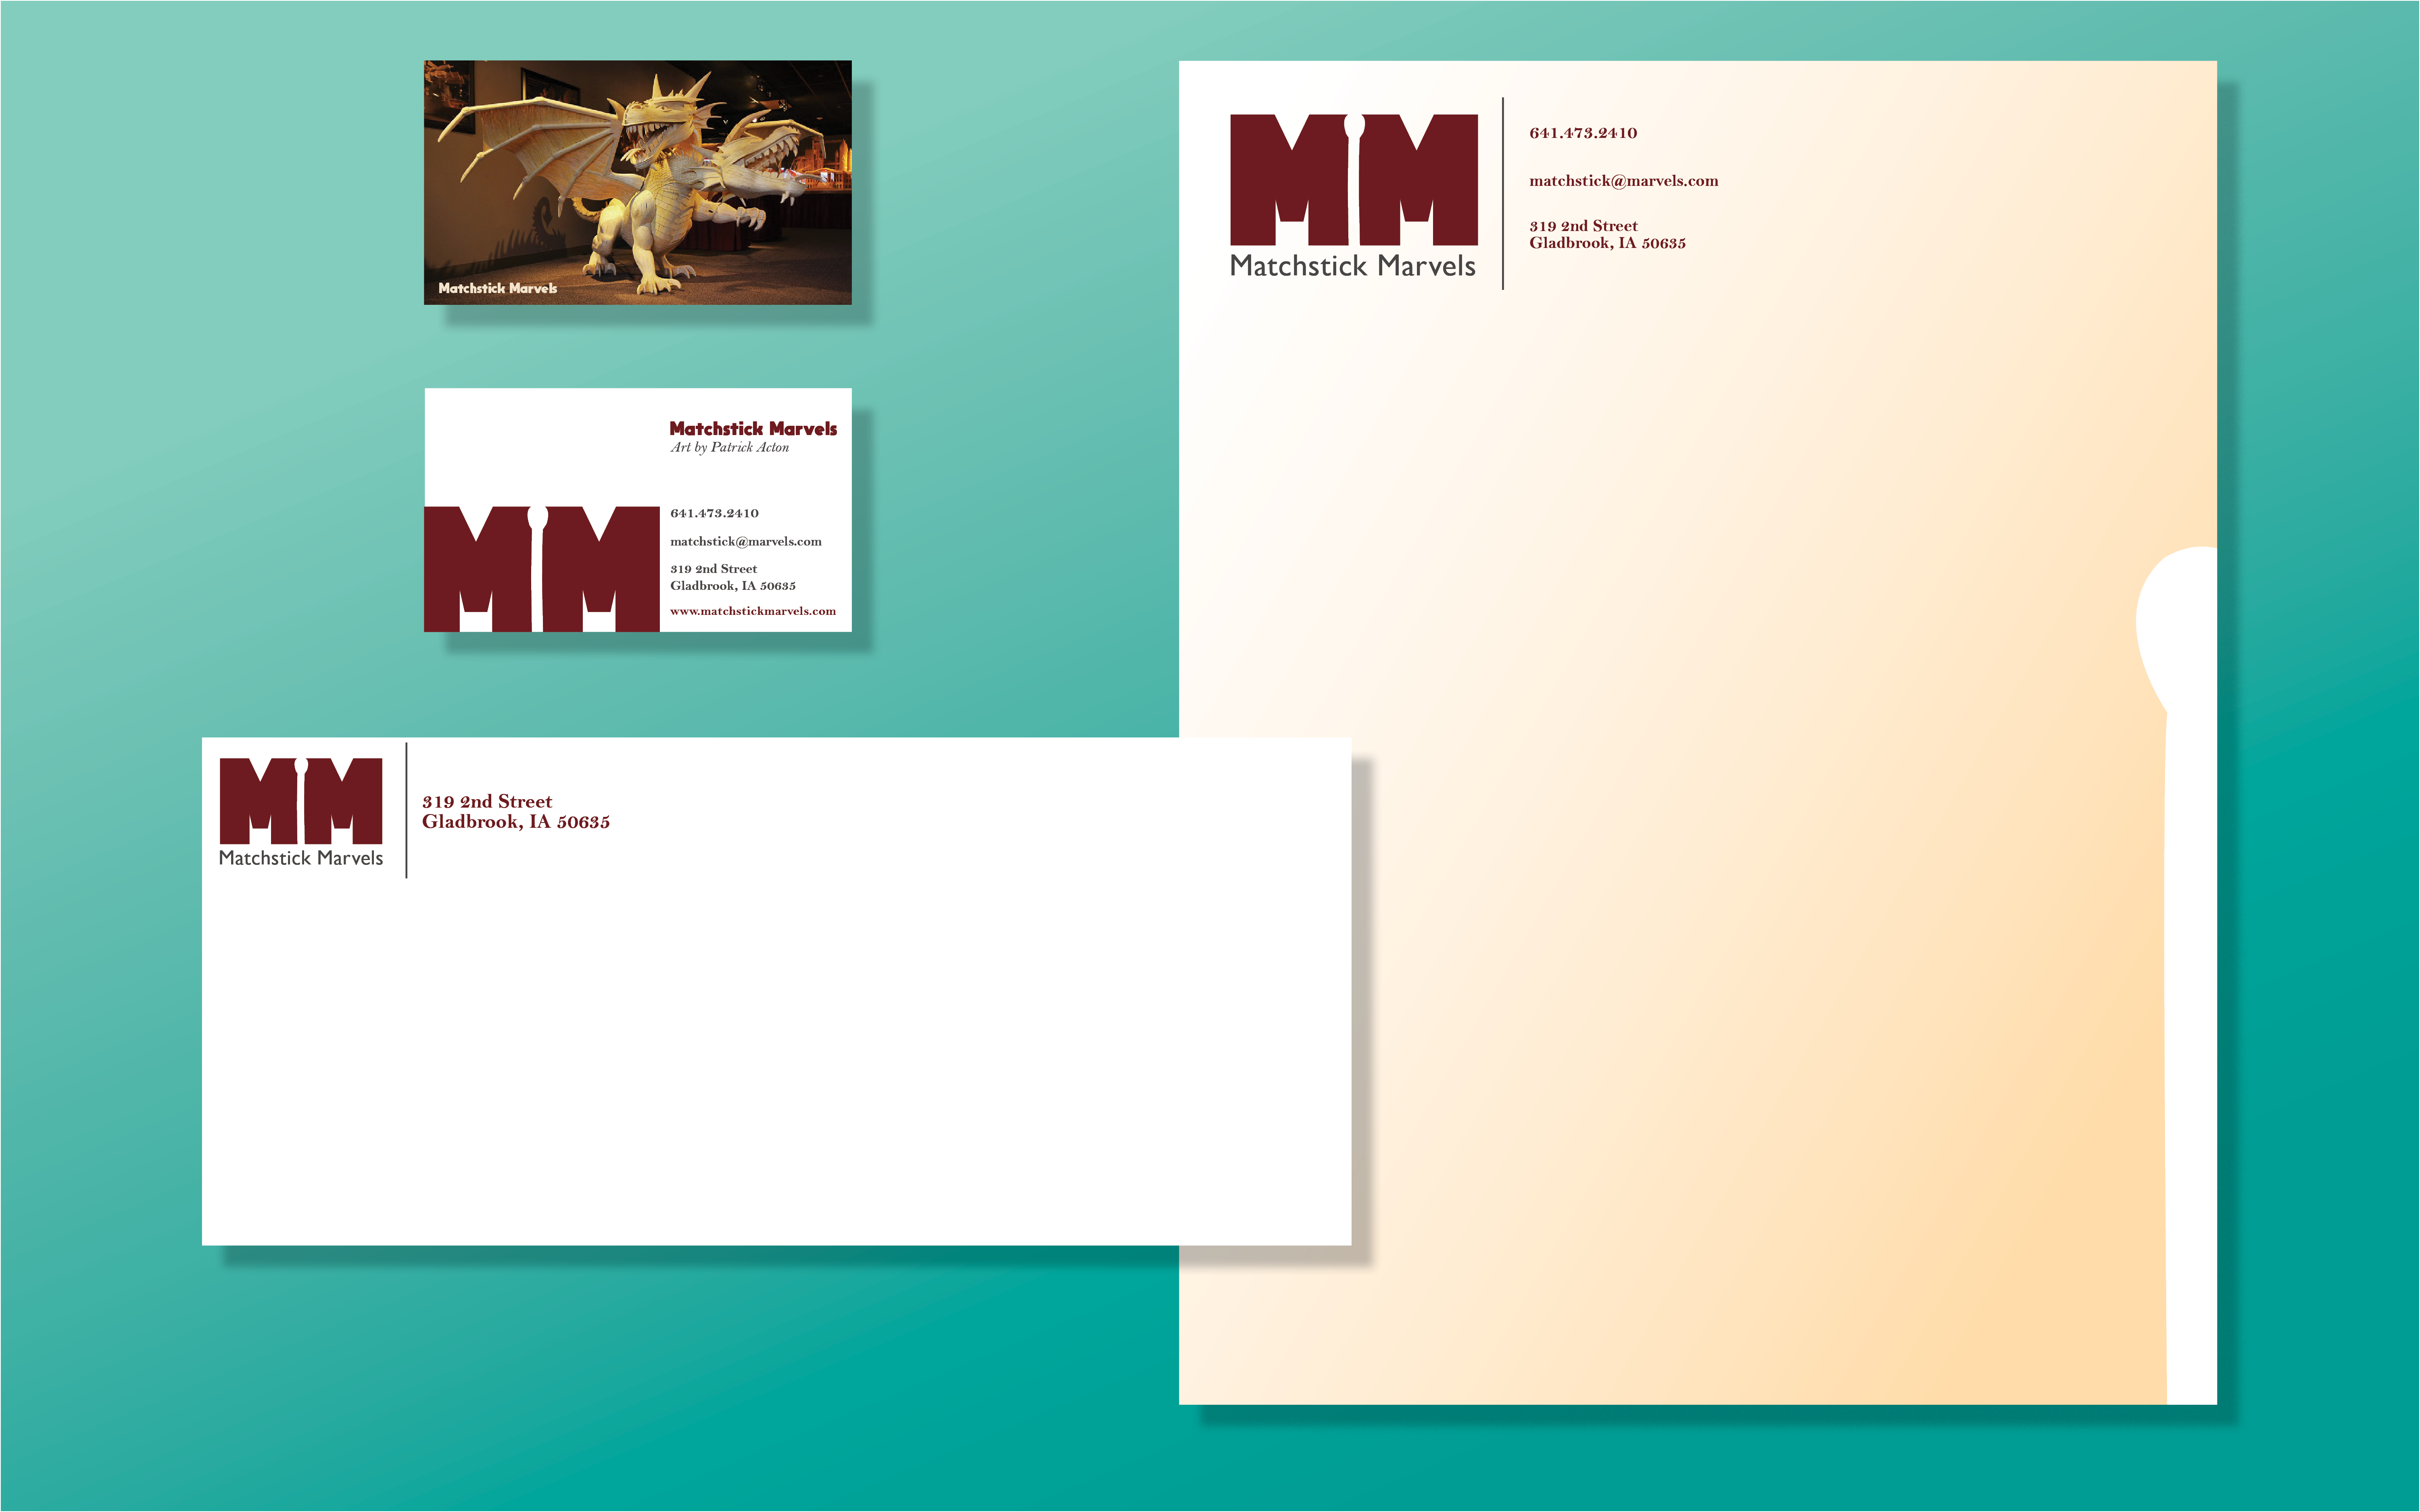 Matchstick Marvels
Matchstick Marvels
Art by Patrick Acton
MM
641.473.2410
matchstick@marvels.com
319 2nd Street
Gladbrook, IA 50635
www.matchstickmarvels.com
MM
Matchstick Marvels
319 2nd Street
Gladbrook, IA 50635
MM
Matchstick Marvels
641.473.2410
matchstick@marvels.com
319 2nd Street
Gladbrook, IA 50635